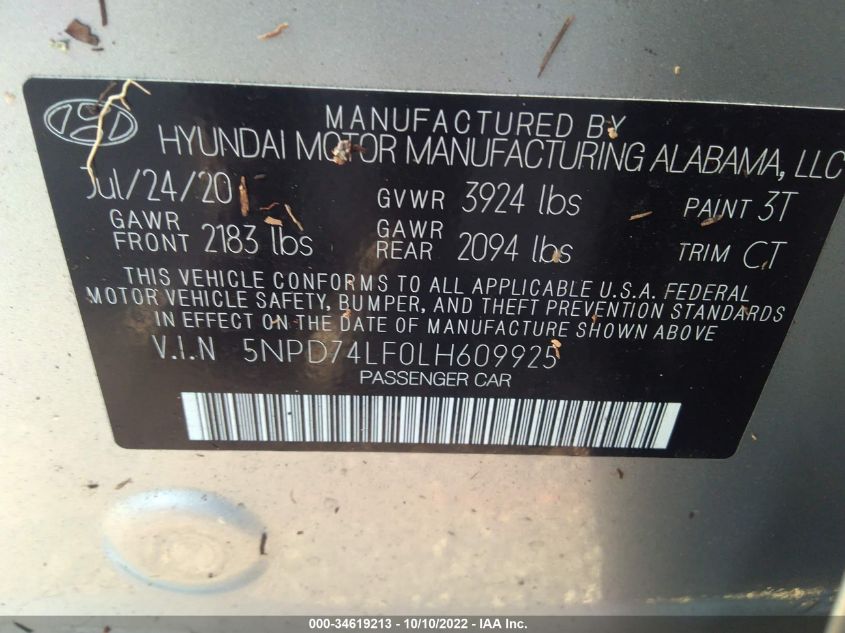 MANUFACTURED BY
HYUNDAI MOTOR MANUFACTURING ALABAMA, LLC
Jul/24/20 GVWR 3924 lbs PAINT 3T
GAWR FRONT 2183 lbs GAWR REAR 2094 lbs TRIM CT
THIS VEHICLE CONFORMS TO ALL APPLICABLE U.S.A. FEDERAL
MOTOR VEHICLE SAFETY, BUMPER, AND THEFT PREVENTION STANDARDS
IN EFFECT ON THE DATE OF MANUFACTURE SHOWN ABOVE.
V.I.N 5NPD74LF0LH609925
PASSENGER CAR
000-34619213 - 10/10/2022 - IAA Inc.